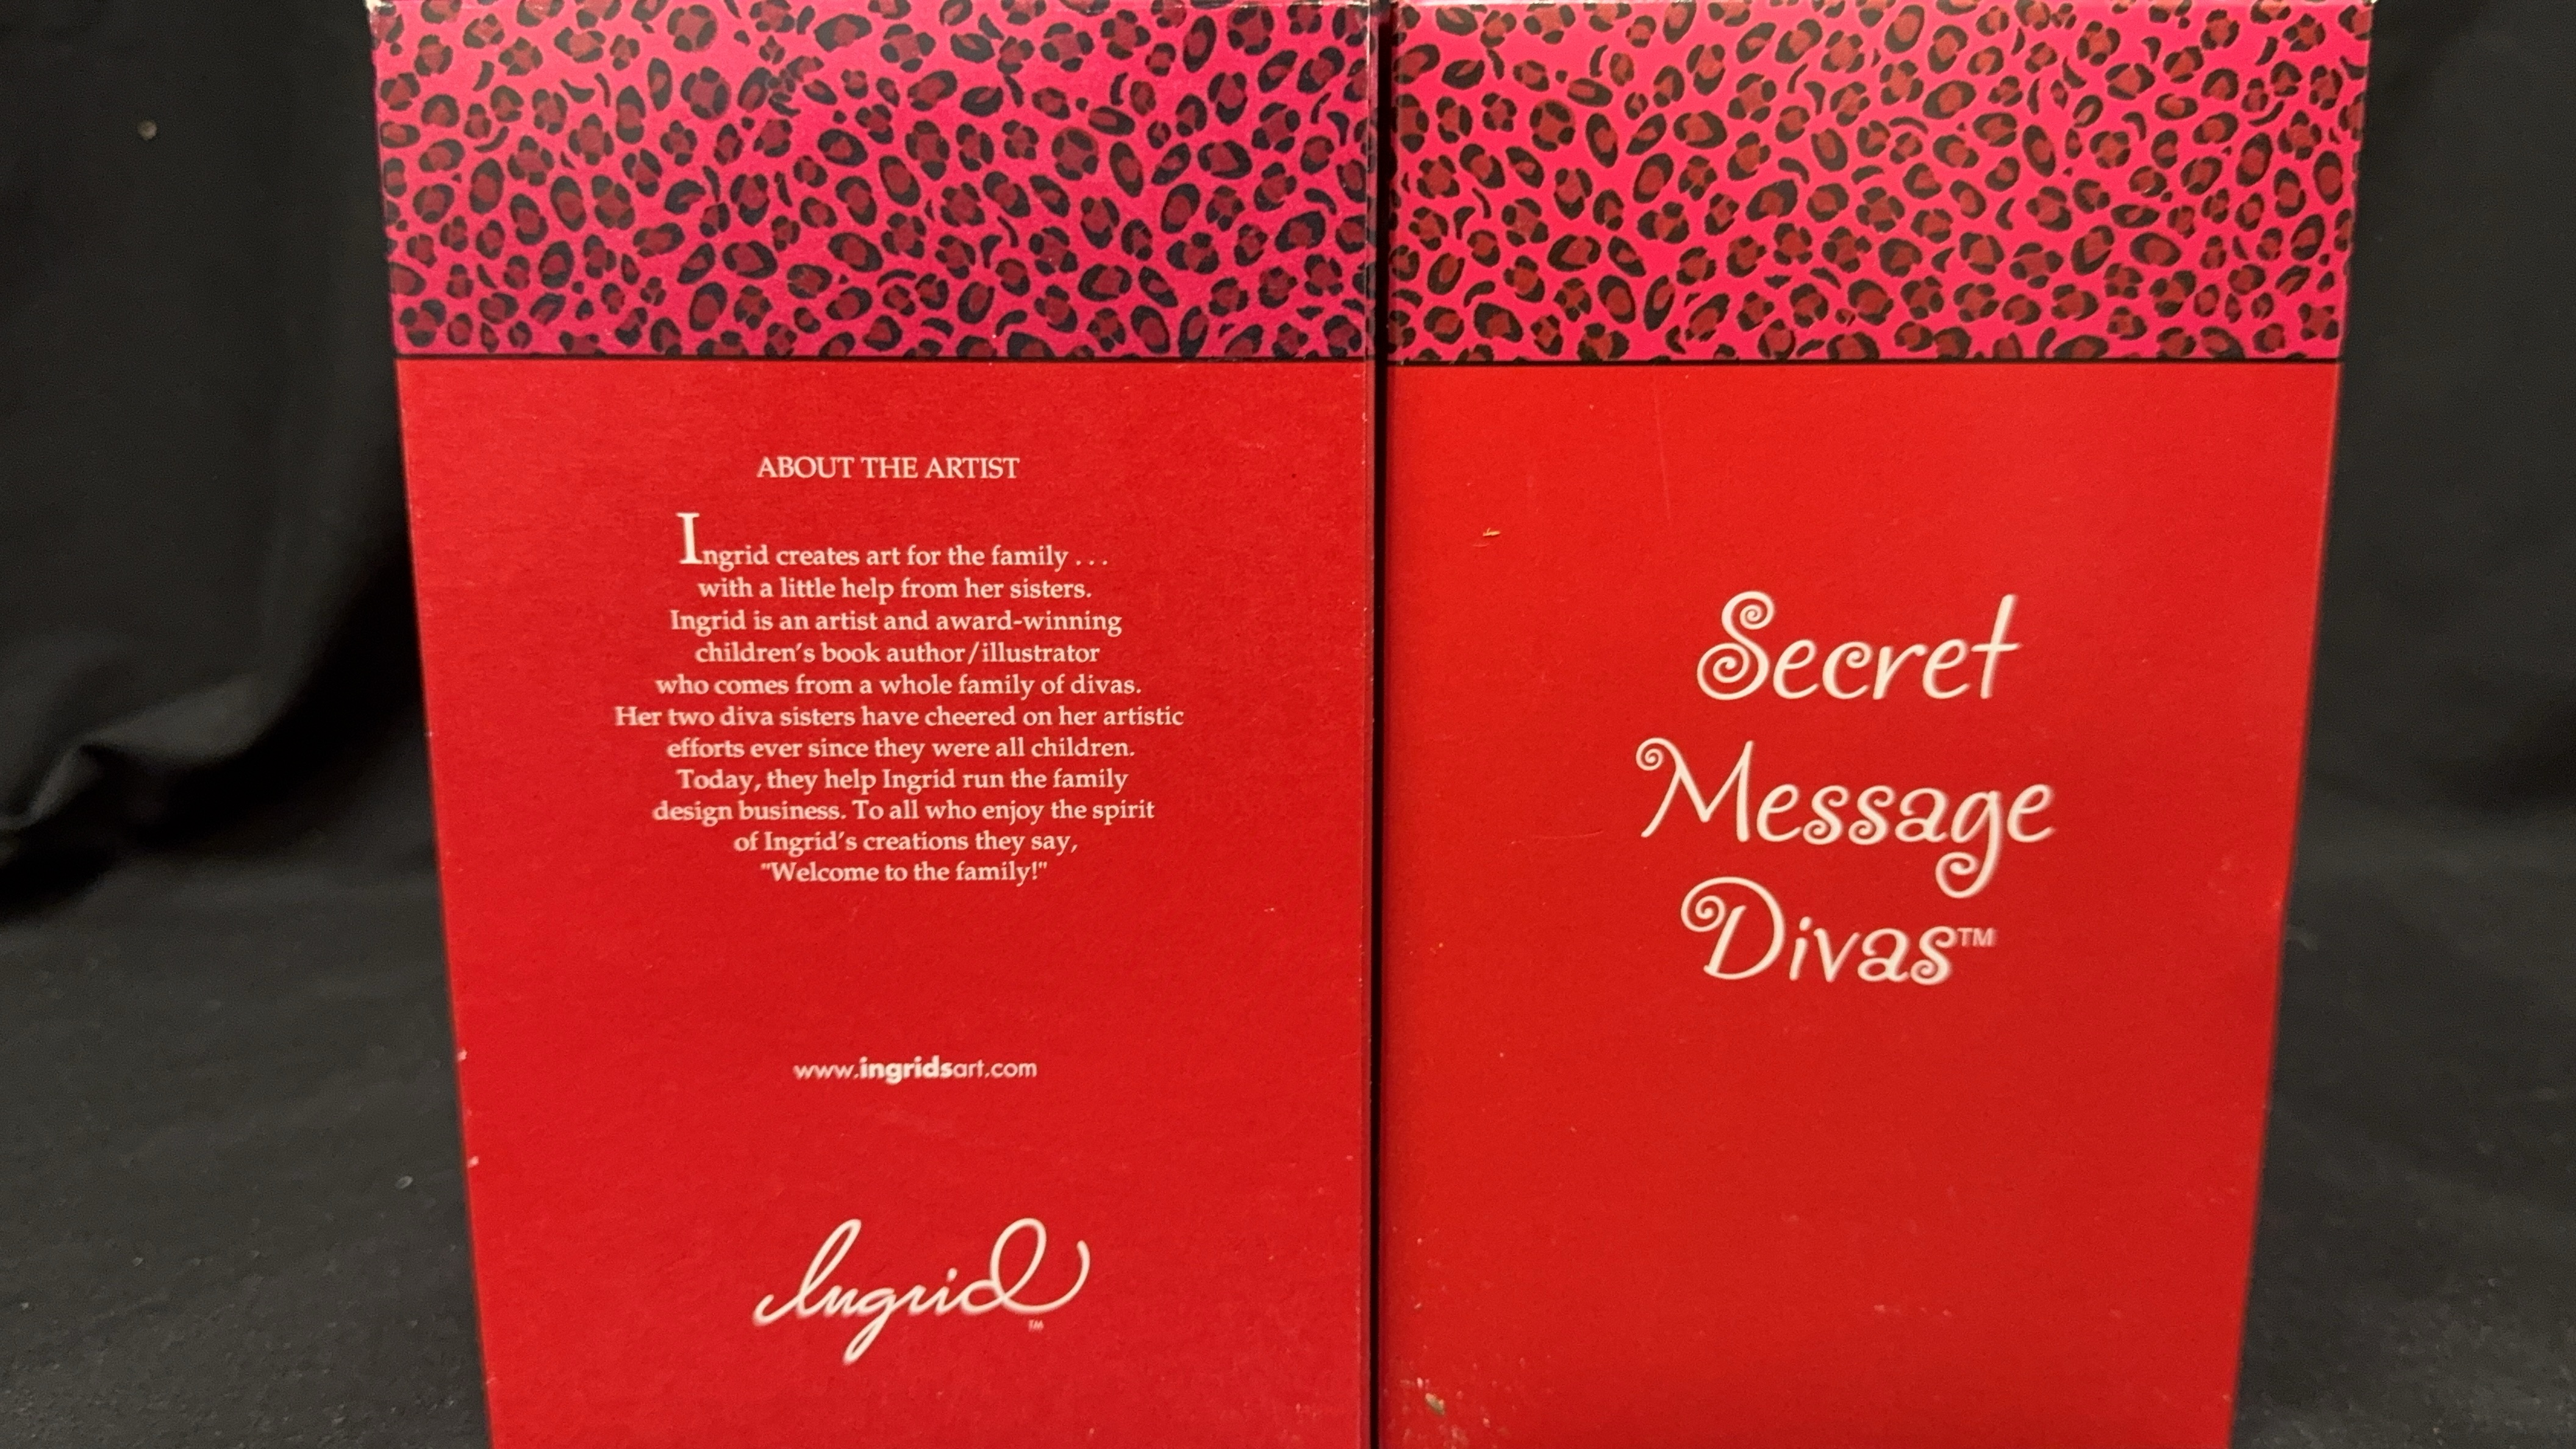 ABOUT THE ARTIST
Ingrid creates art for the family . . .
with a little help from her sisters.
Ingrid is an artist and award-winning
children's book author/illustrator
who comes from a whole family of divas.
Her two diva sisters have cheered on her artistic
efforts ever since they were all children.
Today, they help Ingrid run the family
design business. To all who enjoy the spirit
of Ingrid's creations they say,
"Welcome to the family!"
www.ingridsart.com
Ingrid™
Secret
Message
Divas™